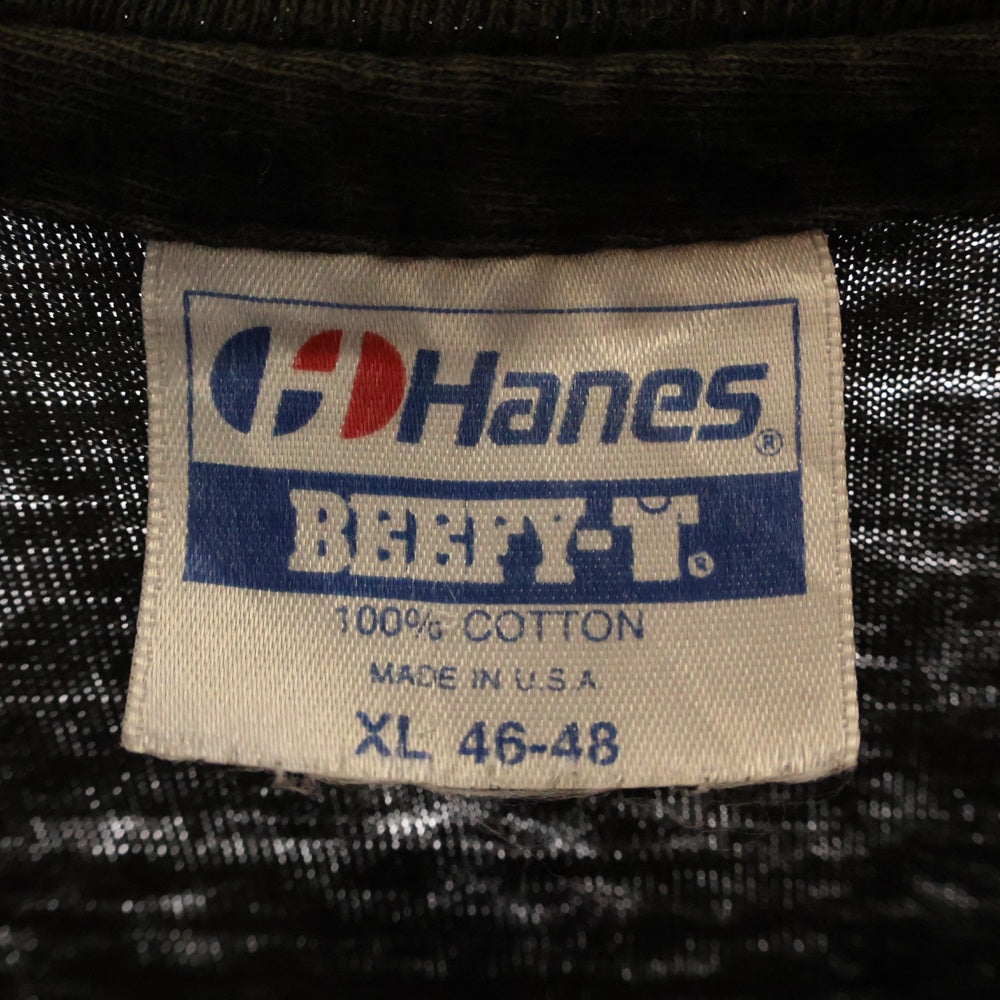 Hanes®
BEEFY-T®
100% COTTON
MADE IN U.S.A.
XL 46-48